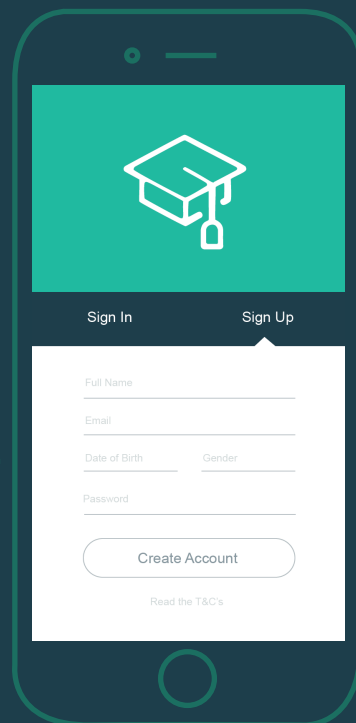 Sign In Sign Up
Full Name
Email
Date of Birth Gender
Password
Create Account
Read the T&C's